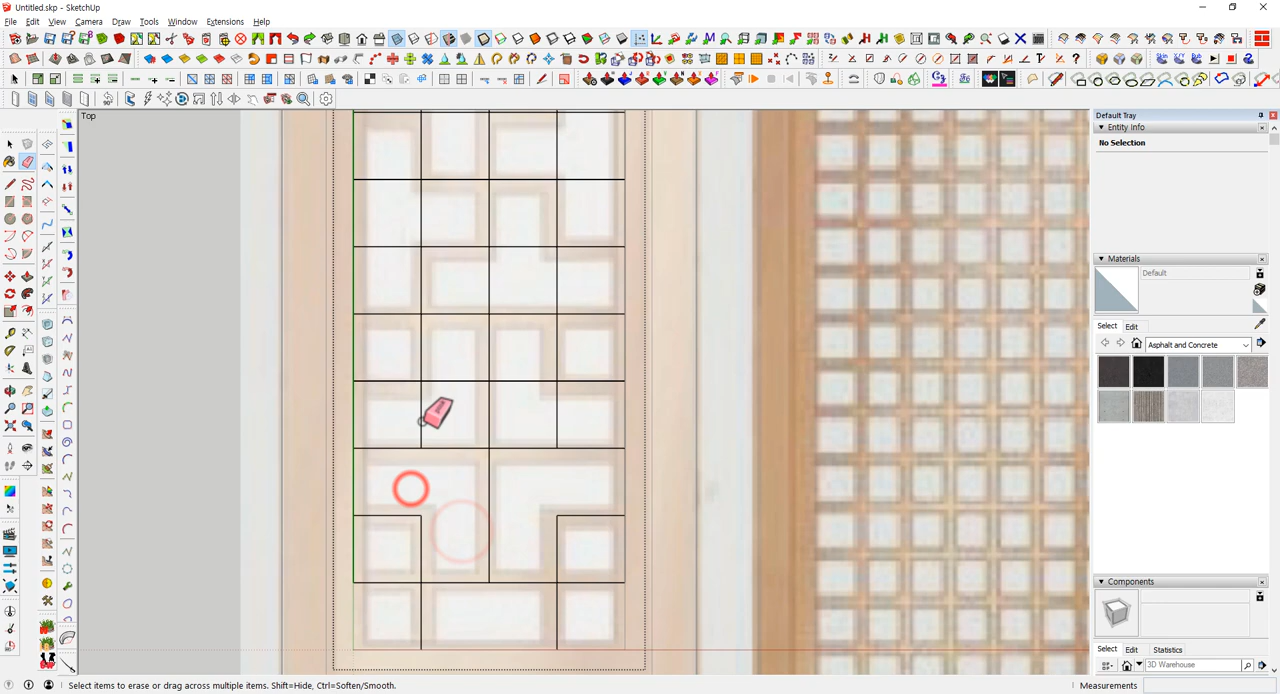 Untitled.skp - SketchUp
File Edit View Camera Draw Tools Window Extensions Help
Top
Default Tray
Entity Info
No Selection
Materials
Default
Select Edit
Asphalt and Concrete
Components
Select Edit Statistics
3D Warehouse
Select items to erase or drag across multiple items. Shift=Hide, Ctrl=Soften/Smooth.
Measurements